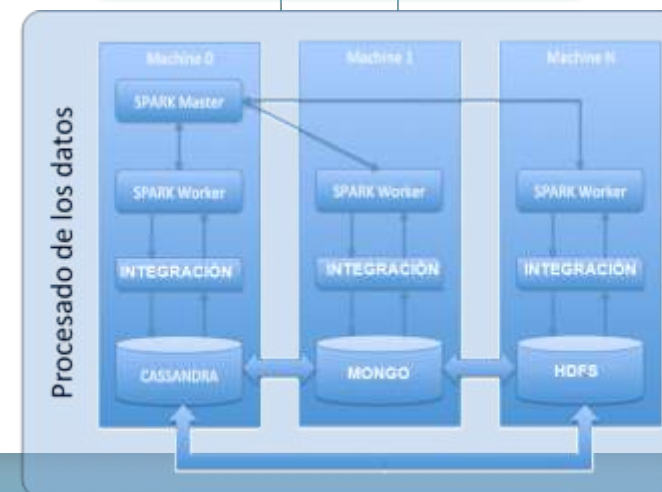 Procesado de los datos
Machine 0
Machine 1
Machine N
SPARK Master
SPARK Worker
SPARK Worker
SPARK Worker
INTEGRACIÓN
INTEGRACIÓN
INTEGRACIÓN
CASSANDRA
MONGO
HDFS